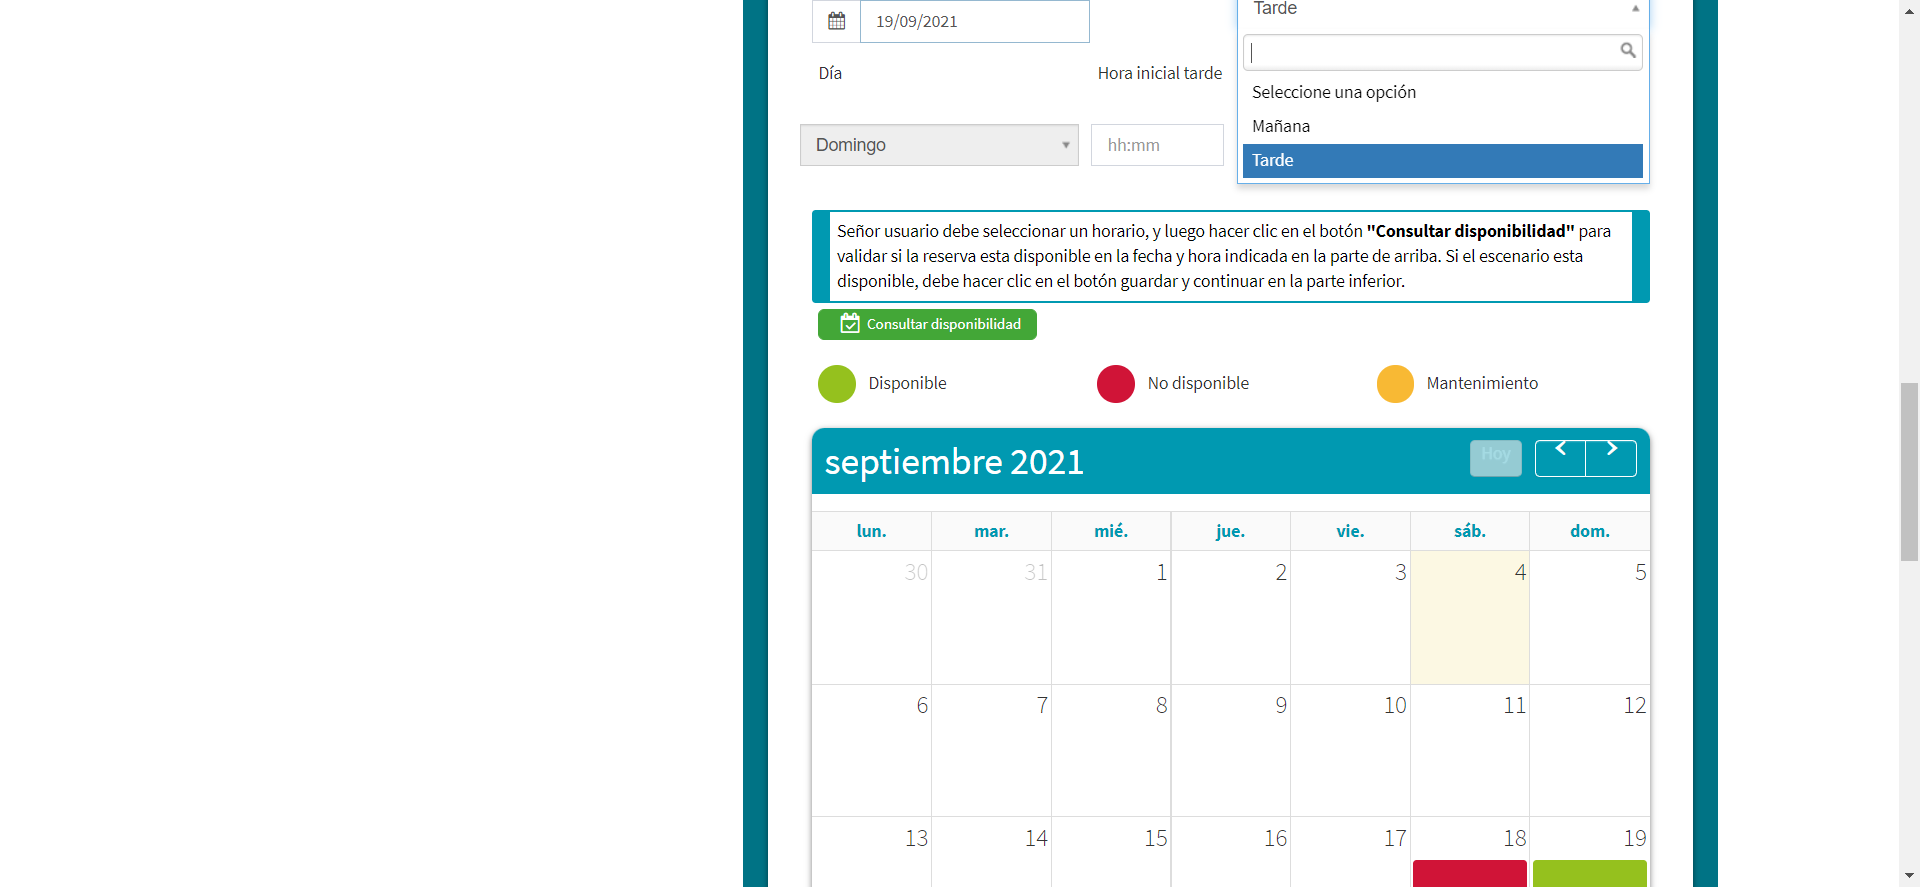 19/09/2021
Tarde
Día
Hora inicial tarde
Seleccione una opción
Mañana
Tarde
Domingo
hh:mm
Señor usuario debe seleccionar un horario, y luego hacer clic en el botón "Consultar disponibilidad" para
validar si la reserva esta disponible en la fecha y hora indicada en la parte de arriba. Si el escenario esta
disponible, debe hacer clic en el botón guardar y continuar en la parte inferior.
Consultar disponibilidad
Disponible
No disponible
Mantenimiento
septiembre 2021
Hoy
lun. mar. mié. jue. vie. sáb. dom.
30 31 1 2 3 4 5
6 7 8 9 10 11 12
13 14 15 16 17 18 19